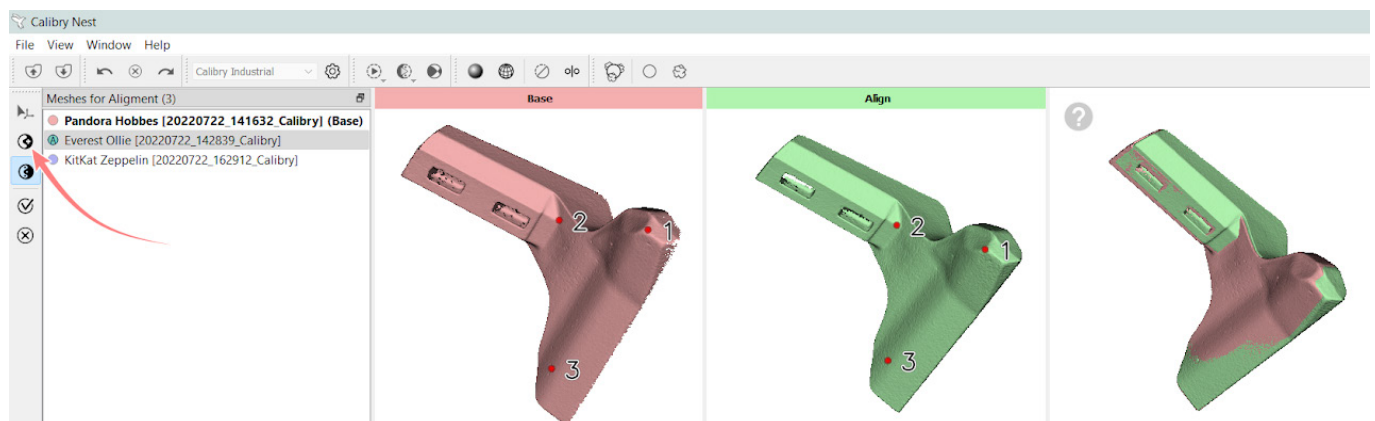 Calibry Nest
File View Window Help
Calibry Industrial
Meshes for Aligment (3)
Pandora Hobbes [20220722_141632_Calibry] (Base)
Everest Ollie [20220722_142839_Calibry]
KitKat Zeppelin [20220722_162912_Calibry]
Base
2
1
3
Align
2
1
3
?